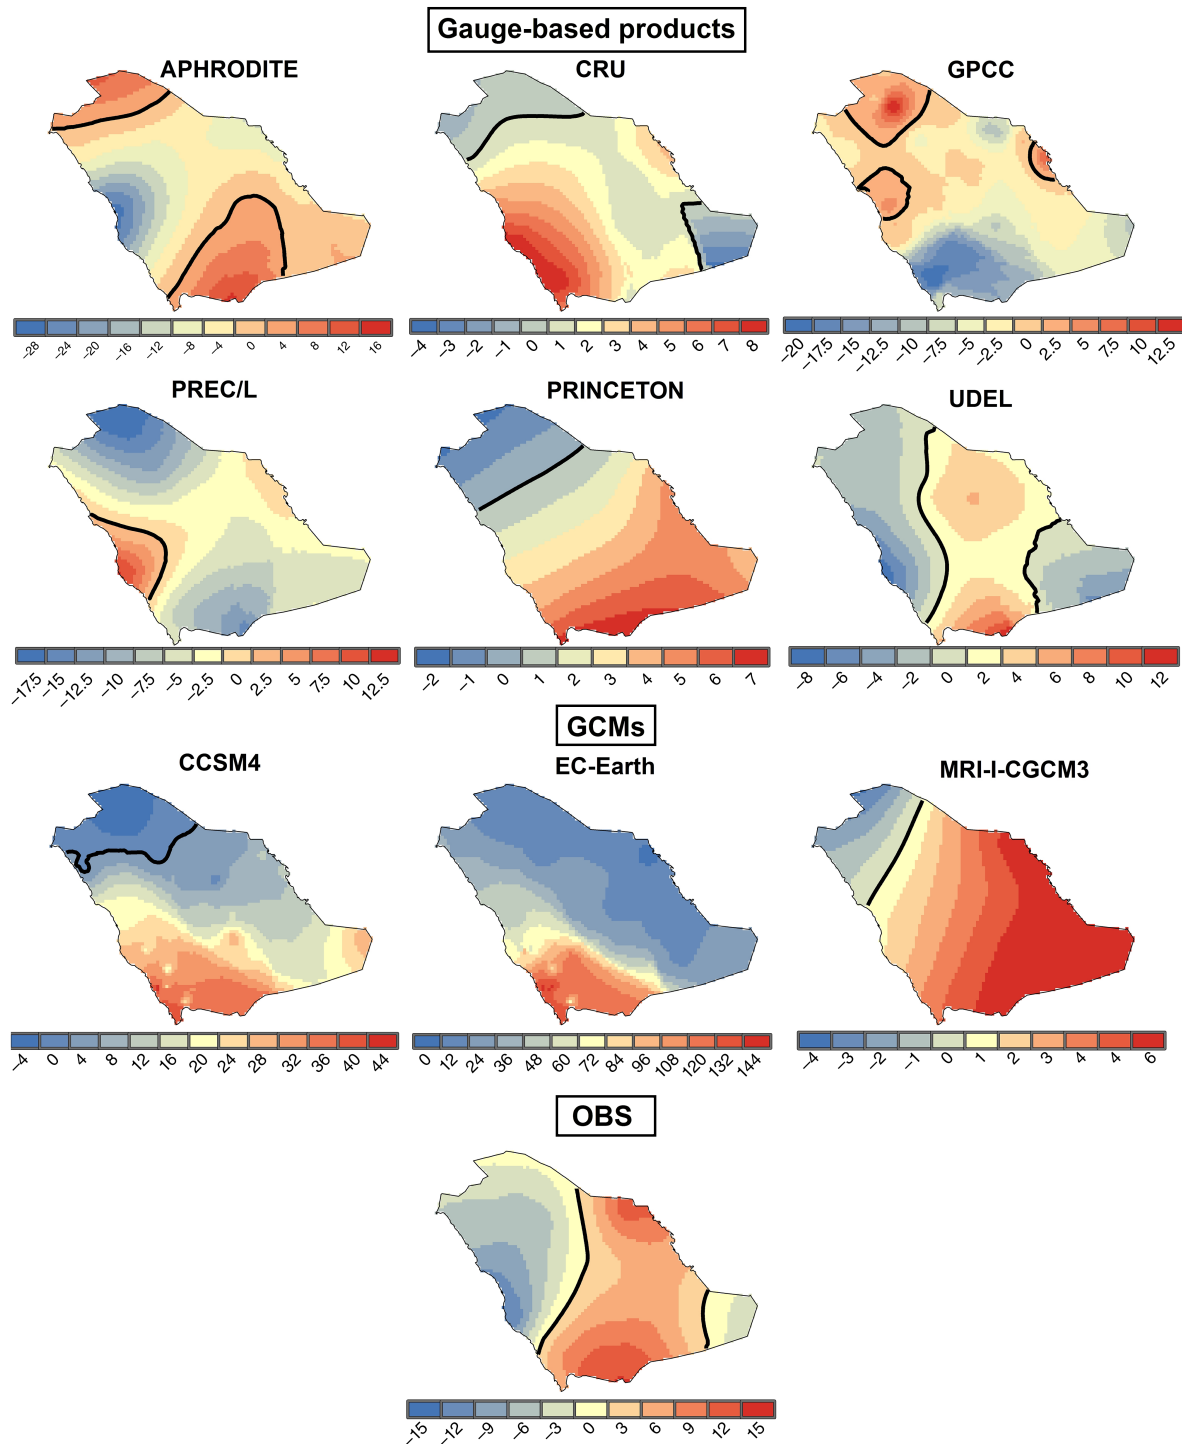 Gauge-based products
APHRODITE CRU GPCC
−28 −24 −20 −16 −12 −8 −4 0 4 8 12 16
−4 −3 −2 −1 0 1 2 3 4 5 6 7 8
−20 −17.5 −15 −12.5 −10 −7.5 −5 −2.5 0 2.5 5 7.5 10 12.5
PREC/L PRINCETON UDEL
−17.5 −15 −12.5 −10 −7.5 −5 −2.5 0 2.5 5 7.5 10 12.5
−2 −1 0 1 2 3 4 5 6 7
−8 −6 −4 −2 0 2 4 6 8 10 12
GCMs
CCSM4 EC-Earth MRI-I-CGCM3
−4 0 4 8 12 16 20 24 28 32 36 40 44
0 12 24 36 48 60 72 84 96 108 120 132 144
−4 −3 −2 −1 0 1 2 3 4 4 6
OBS
−15 −12 −9 −6 −3 0 3 6 9 12 15